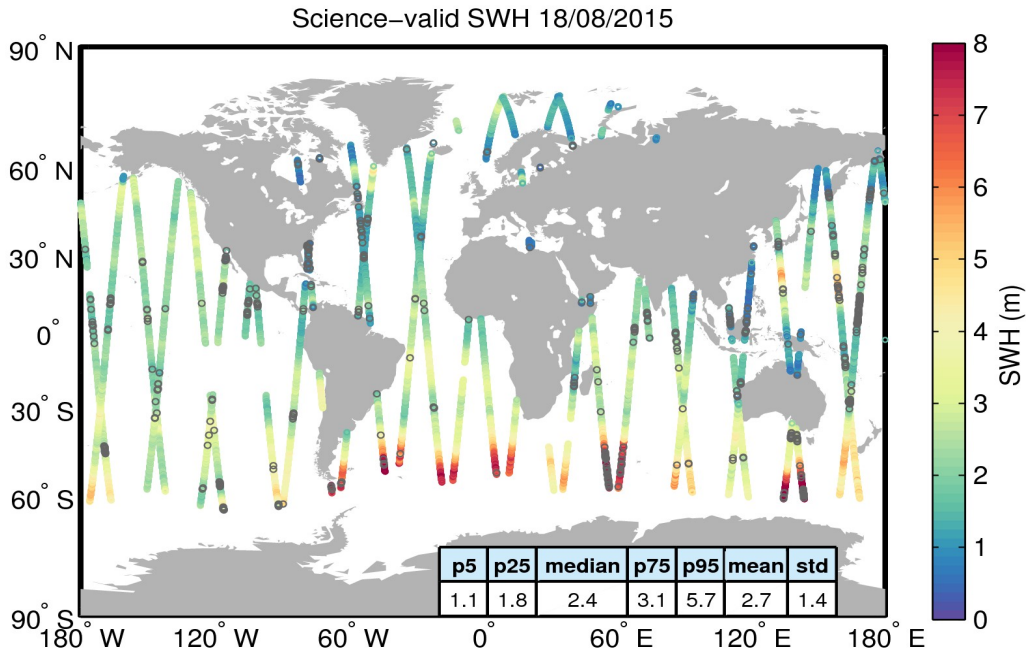 Science−valid SWH 18/08/2015
90° N
60° N
30° N
0°
30° S
60° S
90° S
180° W
120° W
60° W
0°
60° E
120° E
180° E
p5 p25 median p75 p95 mean std
1.1 1.8 2.4 3.1 5.7 2.7 1.4
8
7
6
5
4
3
2
1
0
SWH (m)